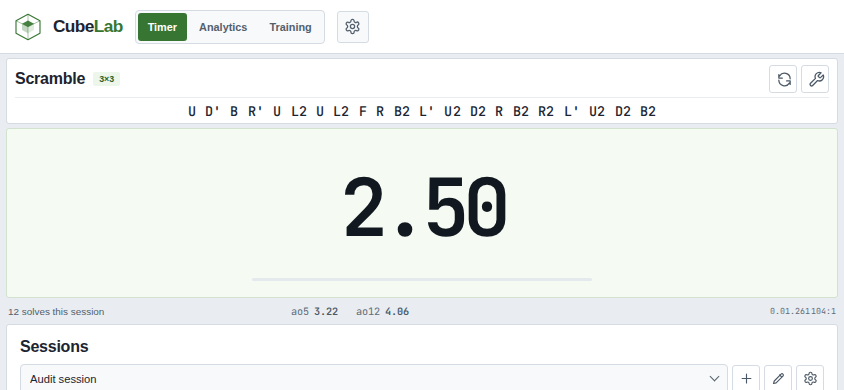 CubeLab Timer Analytics Training
Scramble 3×3
U D' B R' U L2 U L2 F R B2 L' U2 D2 R B2 R2 L' U2 D2 B2
2.50
12 solves this session ao5 3.22 ao12 4.06 0.01.261104:1
Sessions
Audit session